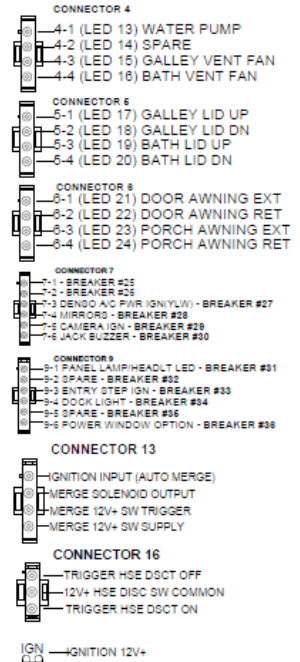 CONNECTOR 4
4-1 (LED 13) WATER PUMP
4-2 (LED 14) SPARE
4-3 (LED 15) GALLEY VENT FAN
4-4 (LED 16) BATH VENT FAN
CONNECTOR 5
5-1 (LED 17) GALLEY LID UP
5-2 (LED 18) GALLEY LID DN
5-3 (LED 19) BATH LID UP
5-4 (LED 20) BATH LID DN
CONNECTOR 6
6-1 (LED 21) DOOR AWNING EXT
6-2 (LED 22) DOOR AWNING RET
6-3 (LED 23) PORCH AWNING EXT
6-4 (LED 24) PORCH AWNING RET
CONNECTOR 7
7-1 - BREAKER #25
7-2 - BREAKER #26
7-3 DENSO A/C PWR IGN(YLW) - BREAKER #27
7-4 MIRRORS - BREAKER #28
7-5 CAMERA IGN - BREAKER #29
7-6 JACK BUZZER - BREAKER #30
CONNECTOR 9
9-1 PANEL LAMP/HEADLT LED - BREAKER #31
9-2 SPARE - BREAKER #32
9-3 ENTRY STEP IGN - BREAKER #33
9-4 DOCK LIGHT - BREAKER #34
9-5 SPARE - BREAKER #35
9-6 POWER WINDOW OPTION - BREAKER #36
CONNECTOR 13
IGNITION INPUT (AUTO MERGE)
MERGE SOLENOID OUTPUT
MERGE 12V+ SW TRIGGER
MERGE 12V+ SW SUPPLY
CONNECTOR 16
TRIGGER HSE DSCT OFF
12V+ HSE DISC SW COMMON
TRIGGER HSE DSCT ON
IGN IGNITION 12V+